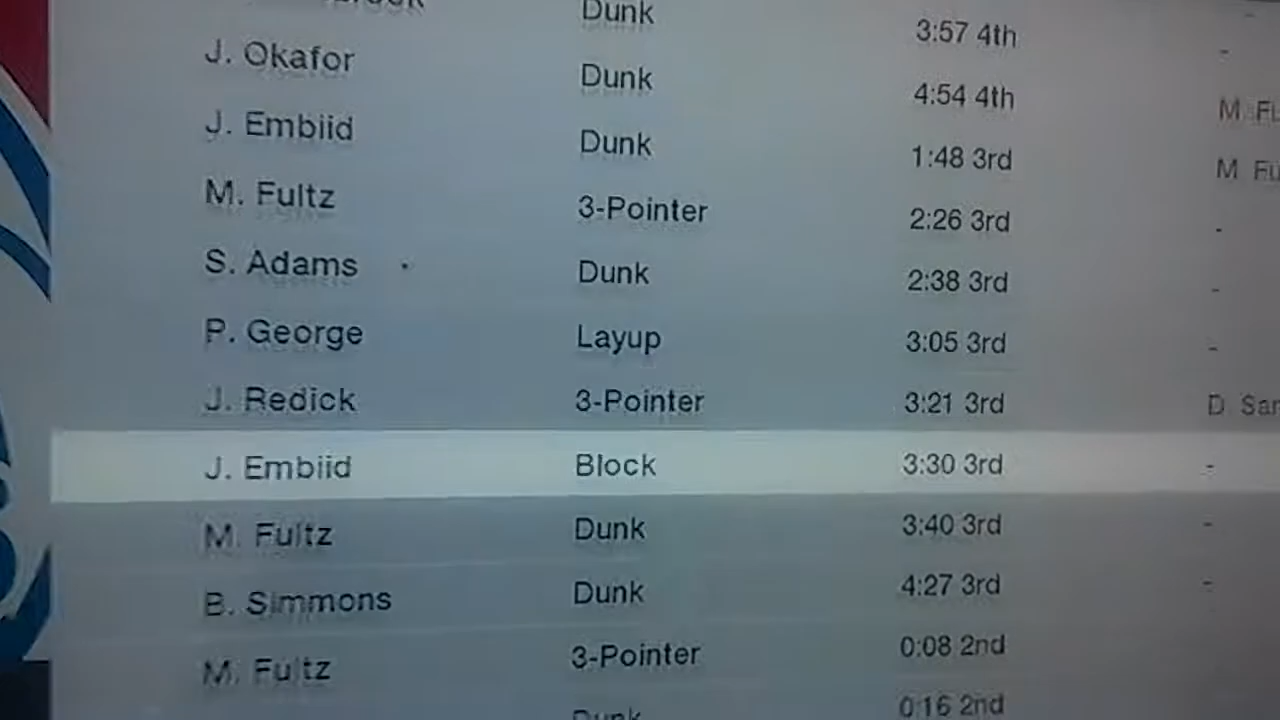 Dunk 3:57 4th -
J. Okafor Dunk 4:54 4th M.
J. Embiid Dunk 1:48 3rd M
M. Fultz 3-Pointer 2:26 3rd -
S. Adams Dunk 2:38 3rd -
P. George Layup 3:05 3rd -
J. Redick 3-Pointer 3:21 3rd D
J. Embiid Block 3:30 3rd -
M. Fultz Dunk 3:40 3rd -
B. Simmons Dunk 4:27 3rd -
M. Fultz 3-Pointer 0:08 2nd
Dunk 0:16 2nd